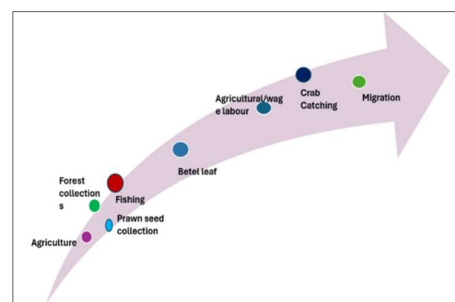 Agricultural/wag
e labour
Crab
Catching
Migration
Betel leaf
Forest
collection
s
Fishing
Prawn seed
collection
Agriculture